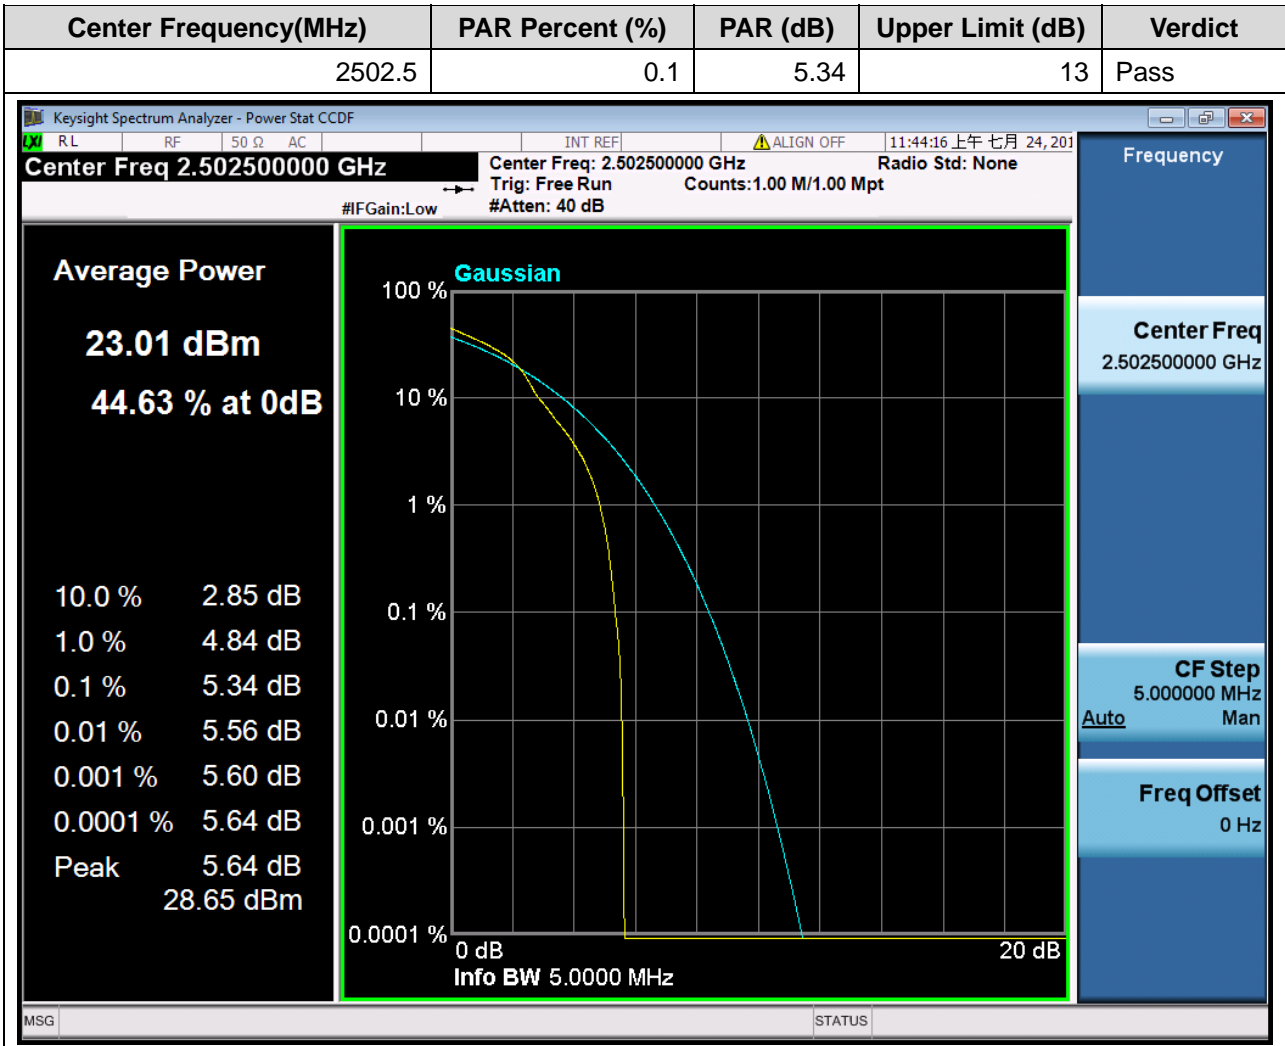 Center Frequency(MHz) PAR Percent (%) PAR (dB) Upper Limit (dB) Verdict
2502.5 0.1 5.34 13 Pass
Keysight Spectrum Analyzer - Power Stat CCDF
LXI RL RF 50 Ω AC INT REF ALIGN OFF 11:44:16 上午 七月 24, 201
Center Freq 2.502500000 GHz
#IFGain:Low
Center Freq: 2.502500000 GHz Radio Std: None
Trig: Free Run Counts:1.00 M/1.00 Mpt
#Atten: 40 dB
Frequency
Average Power
23.01 dBm
44.63 % at 0dB
10.0 % 2.85 dB
1.0 % 4.84 dB
0.1 % 5.34 dB
0.01 % 5.56 dB
0.001 % 5.60 dB
0.0001 % 5.64 dB
Peak 5.64 dB
28.65 dBm
Gaussian
100 %
10 %
1 %
0.1 %
0.01 %
0.001 %
0.0001 %
0 dB 20 dB
Info BW 5.0000 MHz
Center Freq
2.502500000 GHz
CF Step
5.000000 MHz
Auto Man
Freq Offset
0 Hz
MSG STATUS